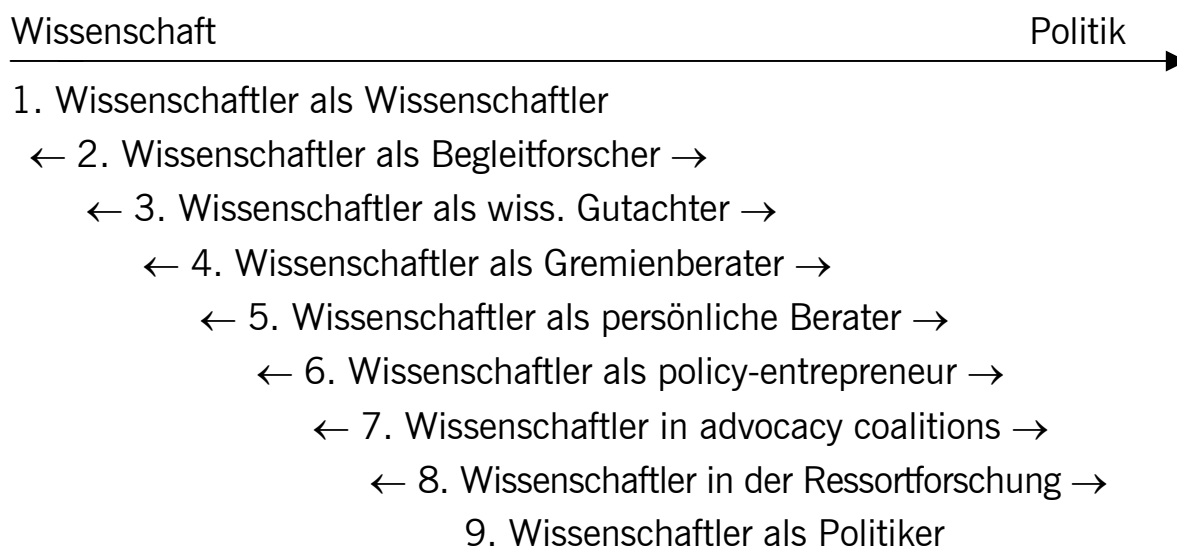 Wissenschaft Politik
1. Wissenschaftler als Wissenschaftler
← 2. Wissenschaftler als Begleitforscher →
← 3. Wissenschaftler als wiss. Gutachter →
← 4. Wissenschaftler als Gremienberater →
← 5. Wissenschaftler als persönliche Berater →
← 6. Wissenschaftler als policy-entrepreneur →
← 7. Wissenschaftler in advocacy coalitions →
← 8. Wissenschaftler in der Ressortforschung →
9. Wissenschaftler als Politiker